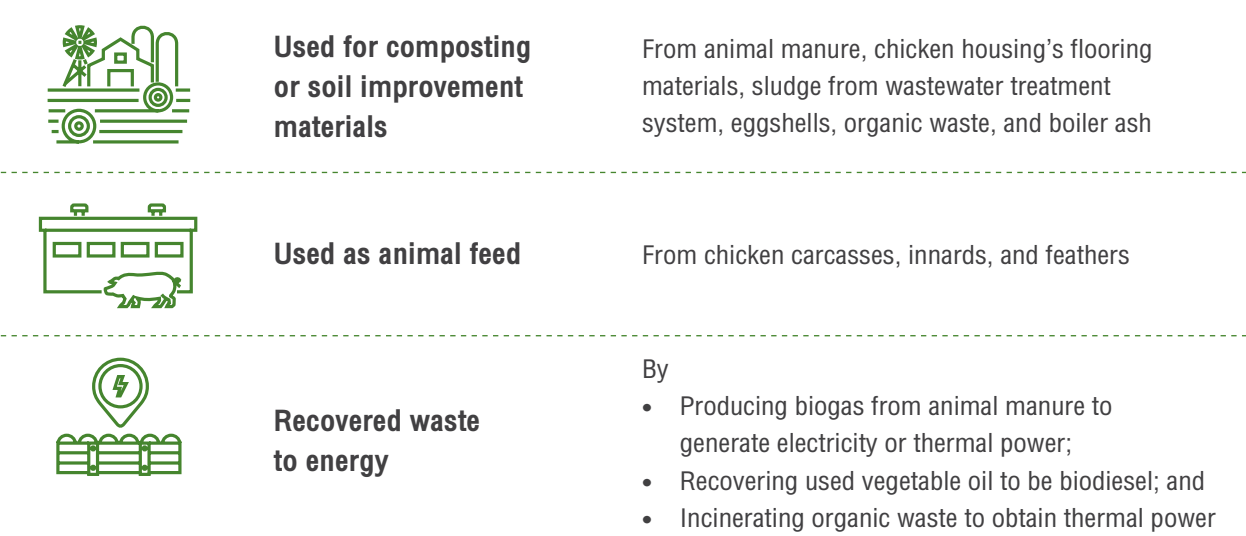 Used for composting
or soil improvement
materials
From animal manure, chicken housing’s flooring
materials, sludge from wastewater treatment
system, eggshells, organic waste, and boiler ash
Used as animal feed
From chicken carcasses, innards, and feathers
Recovered waste
to energy
By
• Producing biogas from animal manure to
generate electricity or thermal power;
• Recovering used vegetable oil to be biodiesel; and
• Incinerating organic waste to obtain thermal power